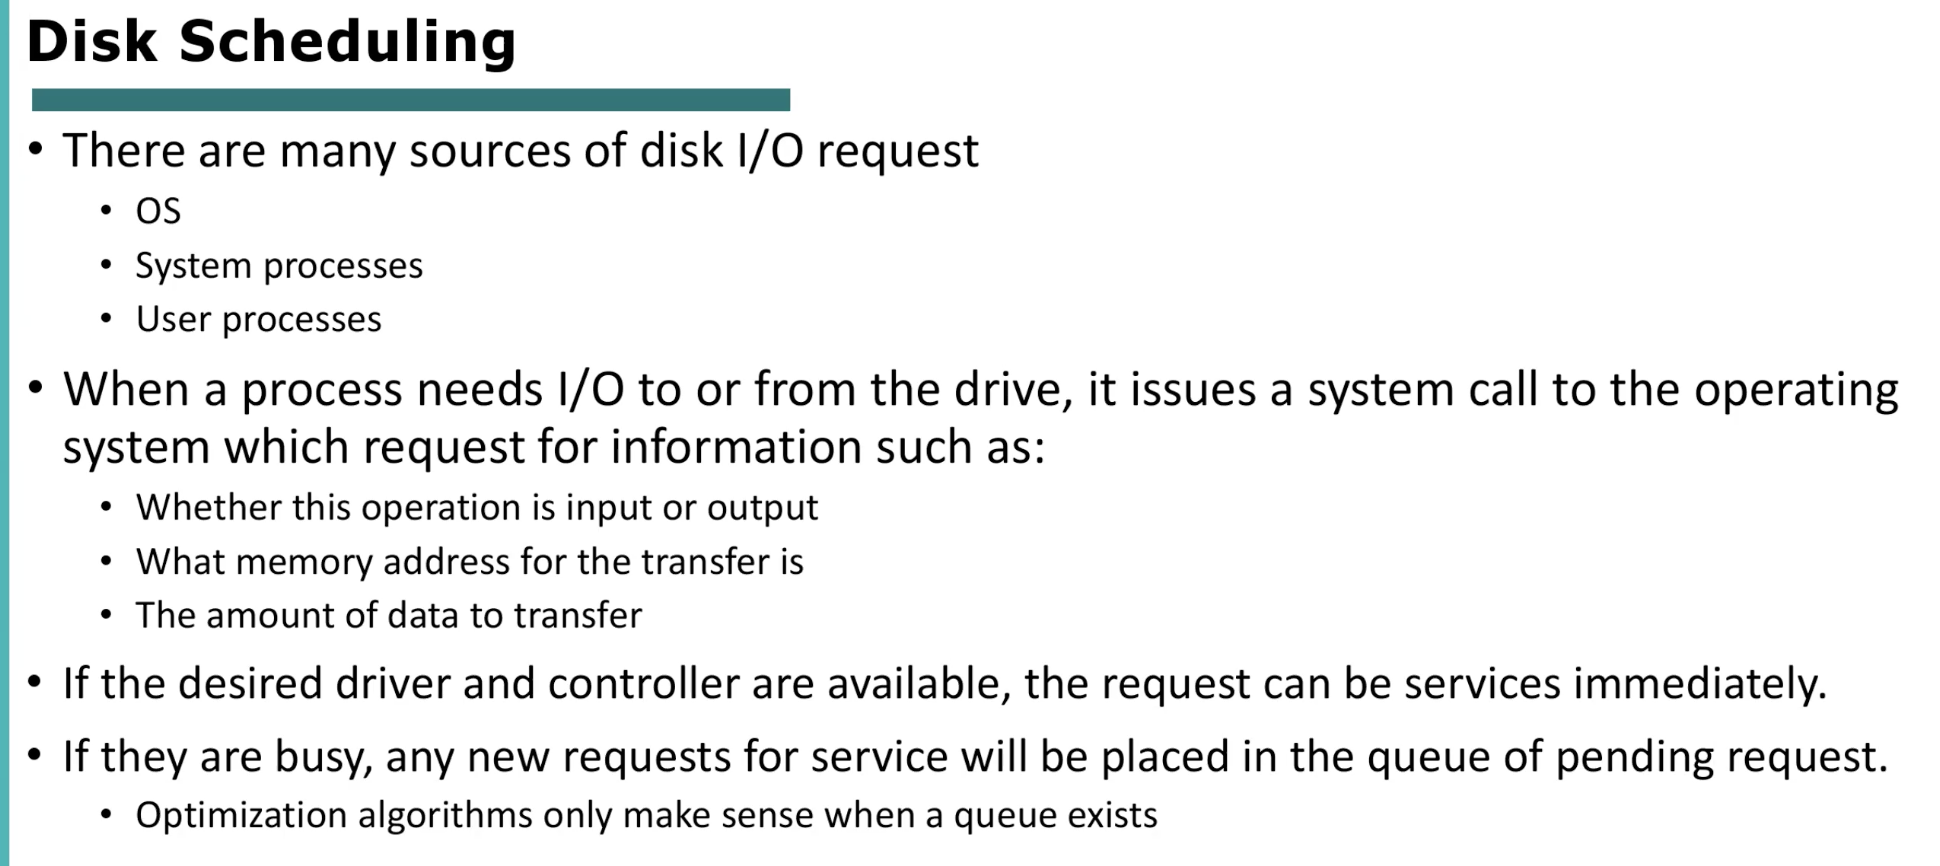 Disk Scheduling
• There are many sources of disk I/O request
• OS
• System processes
• User processes
• When a process needs I/O to or from the drive, it issues a system call to the operating
system which request for information such as:
• Whether this operation is input or output
• What memory address for the transfer is
• The amount of data to transfer
• If the desired driver and controller are available, the request can be services immediately.
• If they are busy, any new requests for service will be placed in the queue of pending request.
• Optimization algorithms only make sense when a queue exists